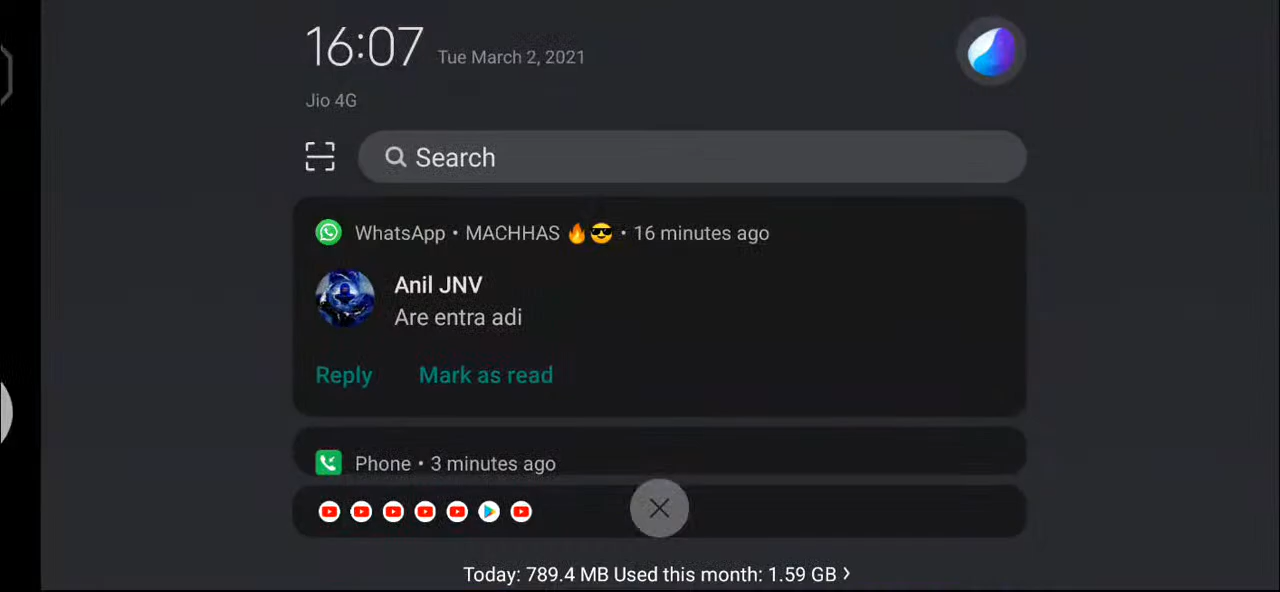 16:07 Tue March 2, 2021
Jio 4G
Search
WhatsApp • MACHHAS 🔥😎 • 16 minutes ago
Anil JNV
Are entra adi
Reply Mark as read
Phone • 3 minutes ago
Today: 789.4 MB Used this month: 1.59 GB ›